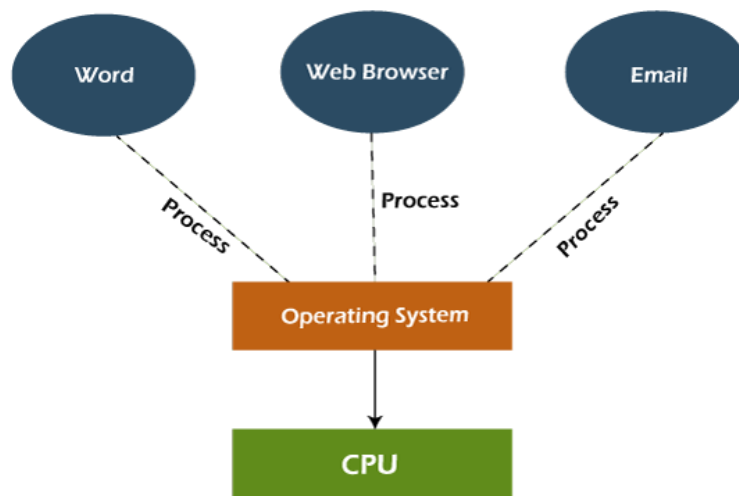 Word
Web Browser
Email
Process
Process
Process
Operating System
CPU